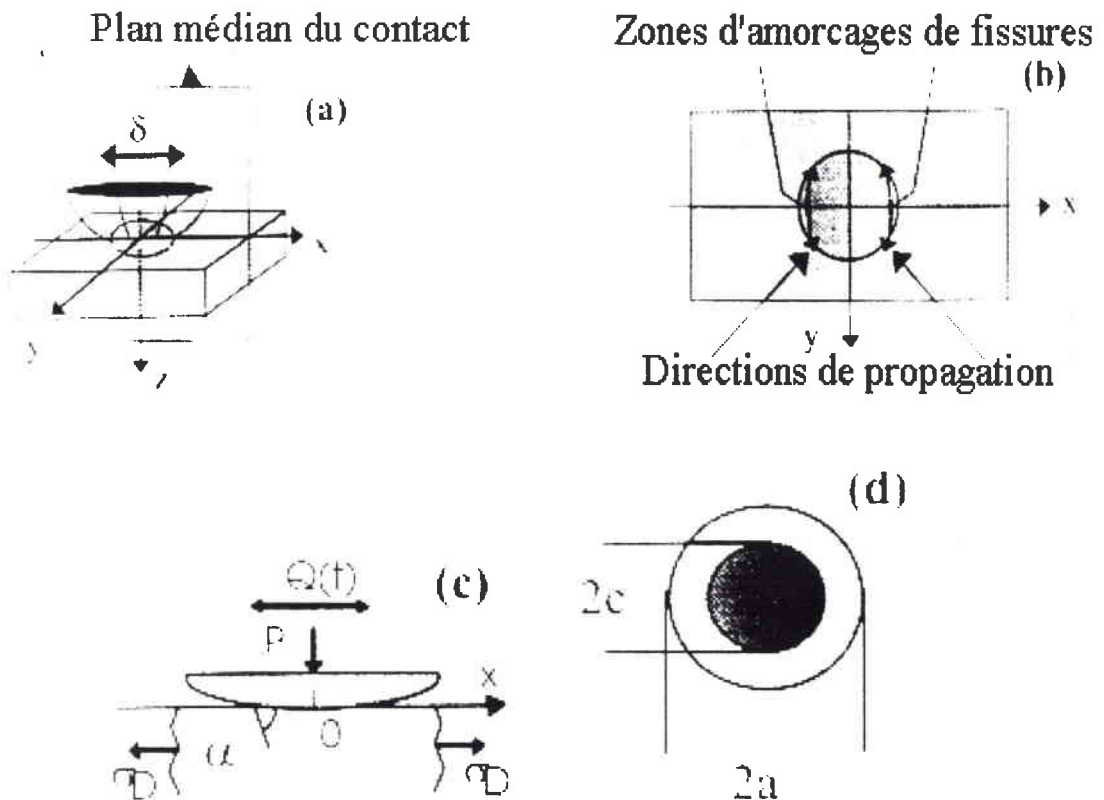 Plan médian du contact
(a)
δ
x
y
z
Zones d'amorcages de fissures
(b)
x
y
Directions de propagation
(c)
Q(t)
P
x
0
α
(d)
2c
2a